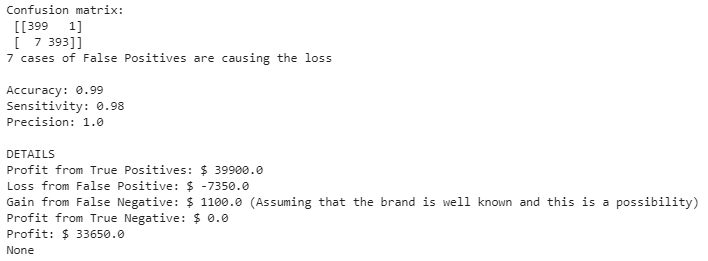 Confusion matrix:
[[399 1]
[ 7 393]]
7 cases of False Positives are causing the loss
Accuracy: 0.99
Sensitivity: 0.98
Precision: 1.0
DETAILS
Profit from True Positives: $ 39900.0
Loss from False Positive: $ -7350.0
Gain from False Negative: $ 1100.0 (Assuming that the brand is well known and this is a possibility)
Profit from True Negative: $ 0.0
Profit: $ 33650.0
None